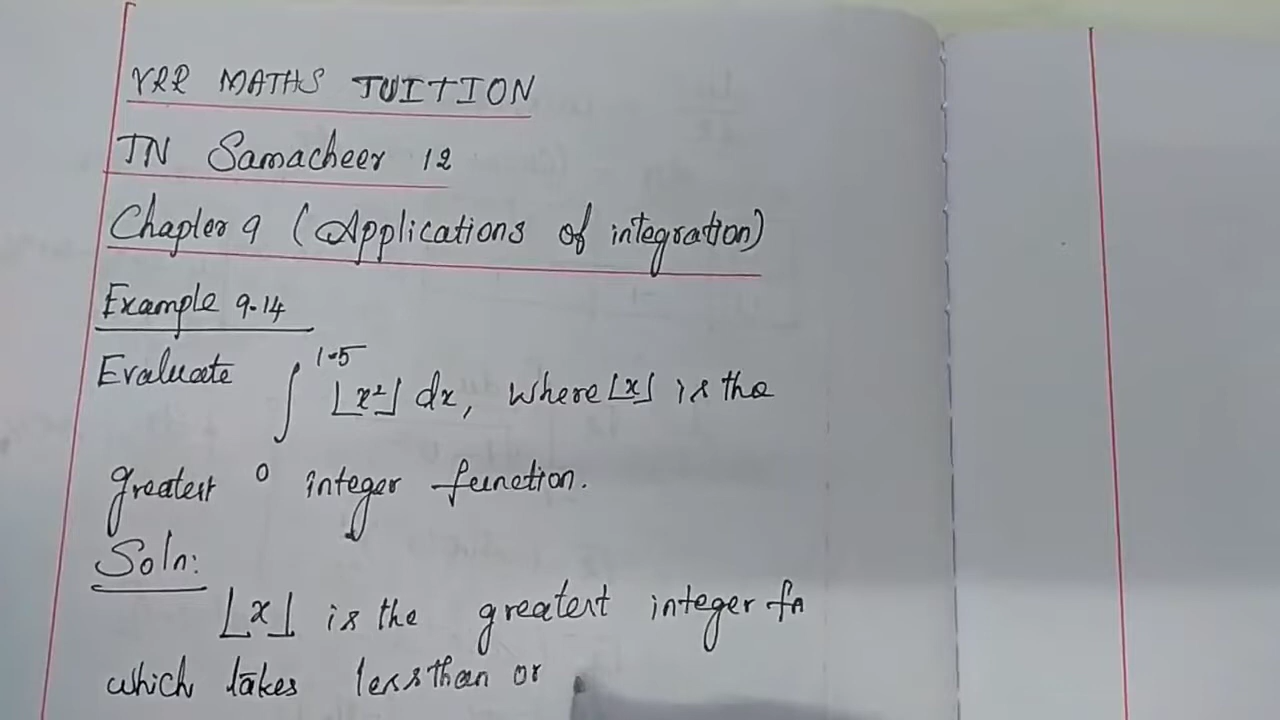 YRR MATHS TUITION
TN Samacheer 12
Chapter 9 (Applications of integration)
Example 9.14
Evaluate ∫₀^1.5 ⌊x²⌋ dx, where ⌊x⌋ is the
greatest integer function.
Soln:
⌊x⌋ is the greatest integer fn
which takes less than or